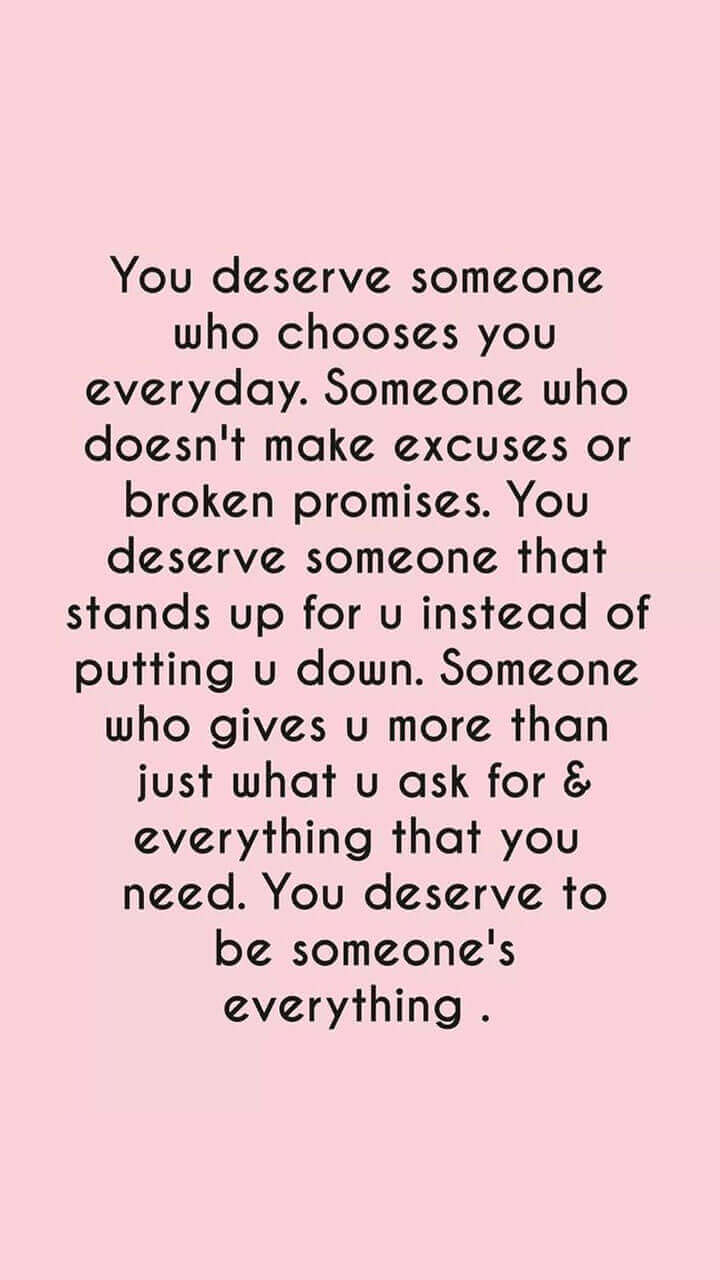 You deserve someone
who chooses you
everyday. Someone who
doesn't make excuses or
broken promises. You
deserve someone that
stands up for u instead of
putting u down. Someone
who gives u more than
just what u ask for &
everything that you
need. You deserve to
be someone's
everything .